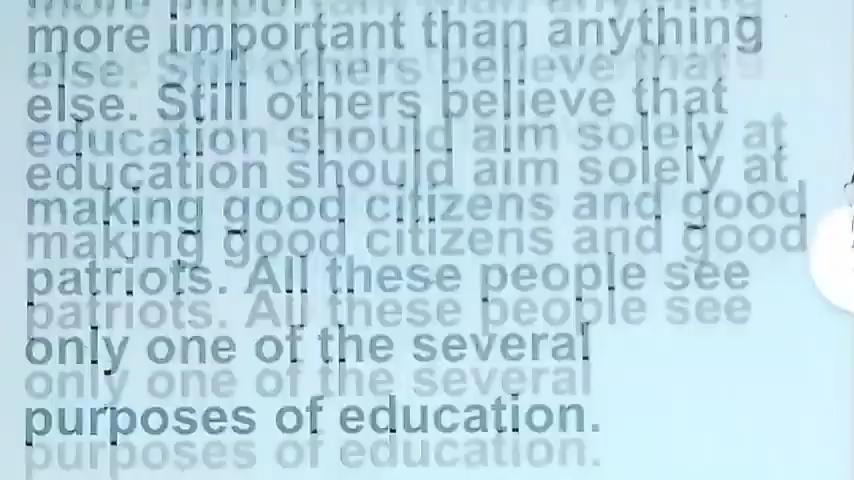 more important than anything
else. Still others believe that
education should aim solely at
making good citizens and good
patriots. All these people see
only one of the several
purposes of education.